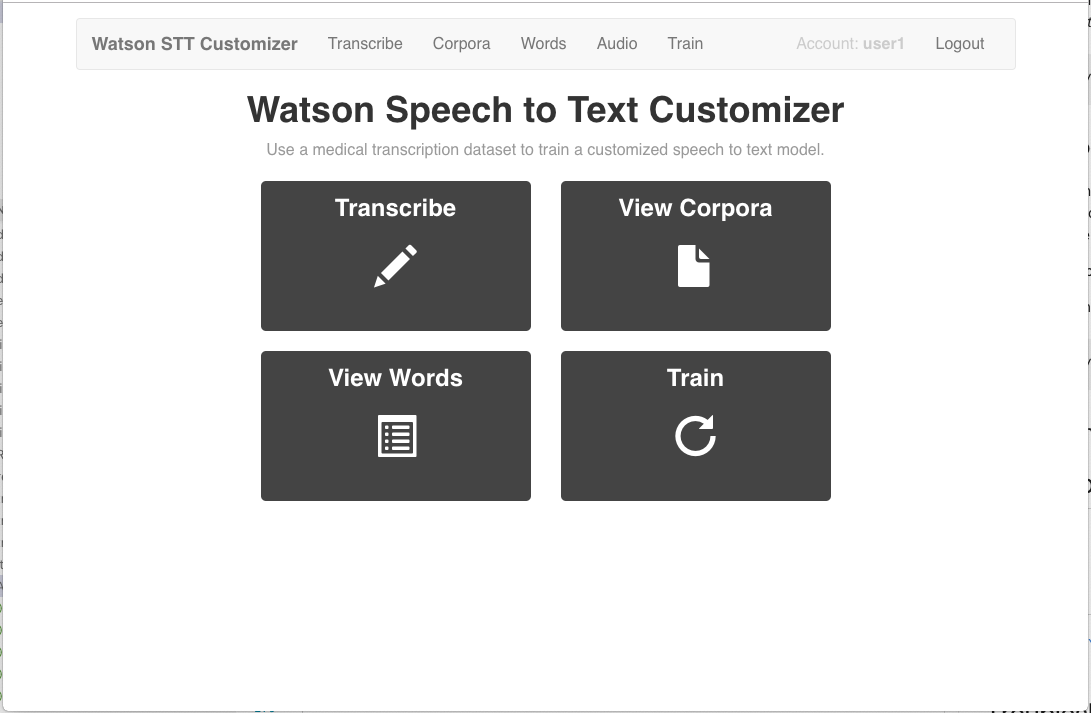 Watson STT Customizer Transcribe Corpora Words Audio Train Account: user1 Logout
Watson Speech to Text Customizer
Use a medical transcription dataset to train a customized speech to text model.
Transcribe View Corpora
View Words Train